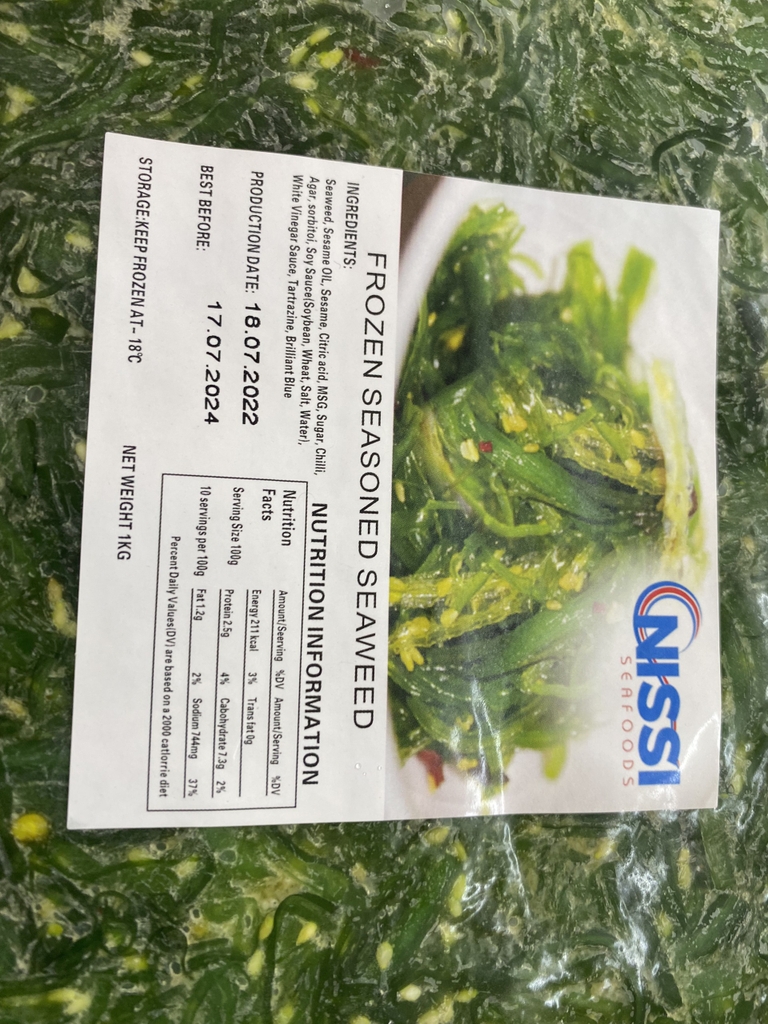 NISSI
SEAFOODS
FROZEN SEASONED SEAWEED
INGREDIENTS:
Seaweed, Sesame OIL, Sesame, Citric acid, MSG, Sugar, Chilli,
Agar, sorbitoi, Soy Sauce(Soybean, Wheat, Salt, Water),
White Vinegar Sauce, Tartrazine, Brilliant Blue
PRODUCTION DATE: 18.07.2022
BEST BEFORE: 17.07.2024
STORAGE:KEEP FROZEN AT - 18℃
NUTRITION INFORMATION
Nutrition Facts
Serving Size 100g
10 servings per 100g
Amount/Seerving %DV Amount/Serving %DV
Energy 211 kcal 3% Trans fat 0g
Protein 2.5g 4% Cabohydrate 7.3g 2%
Fat 1.2g 2% Sodium 744mg 37%
Percent Daily Values(DV) are based on a 2000 catlorrie diet
NET WEIGHT 1KG